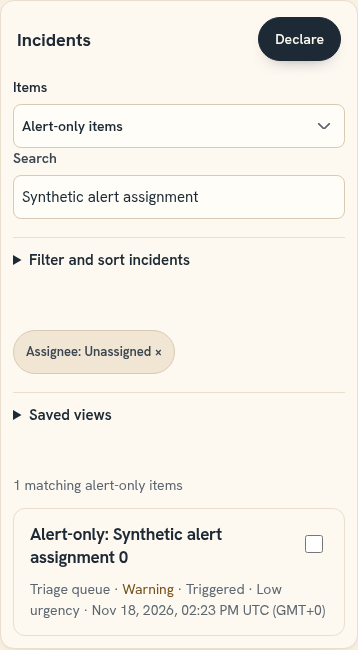 Incidents
Declare
Items
Alert-only items
Search
Synthetic alert assignment
Filter and sort incidents
Assignee: Unassigned ×
Saved views
1 matching alert-only items
Alert-only: Synthetic alert
assignment 0
Triage queue · Warning · Triggered · Low
urgency · Nov 18, 2026, 02:23 PM UTC (GMT+0)